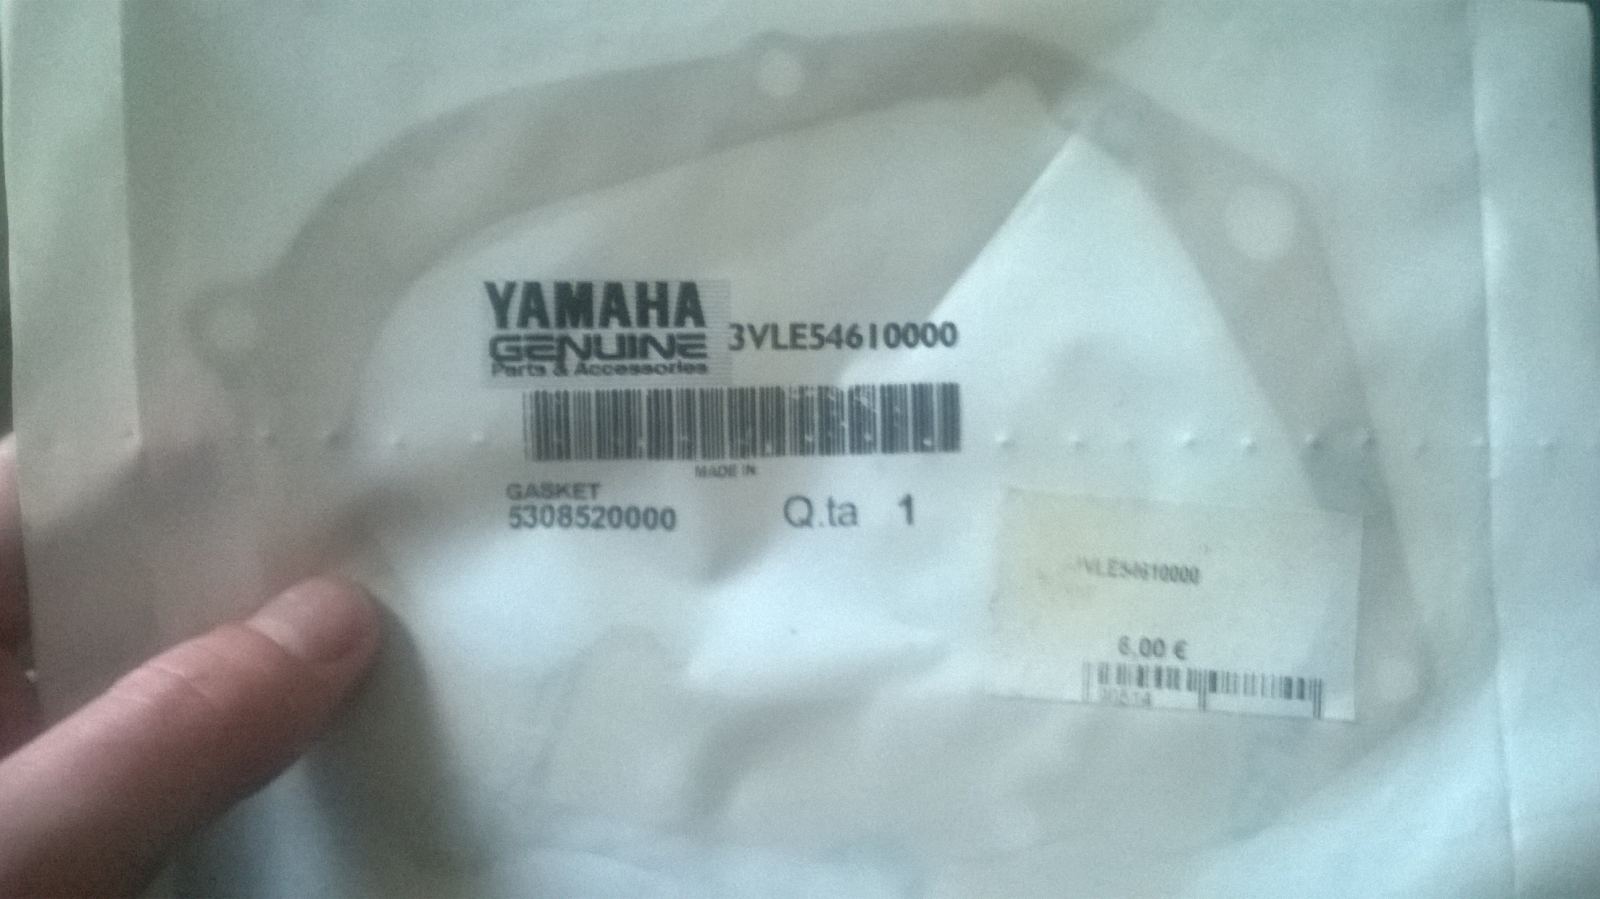 YAMAHA
GENUINE
Parts & Accessories
3VLE54610000
MADE IN
GASKET
5308520000
Q.ta 1
VLE54610000
6,00 €